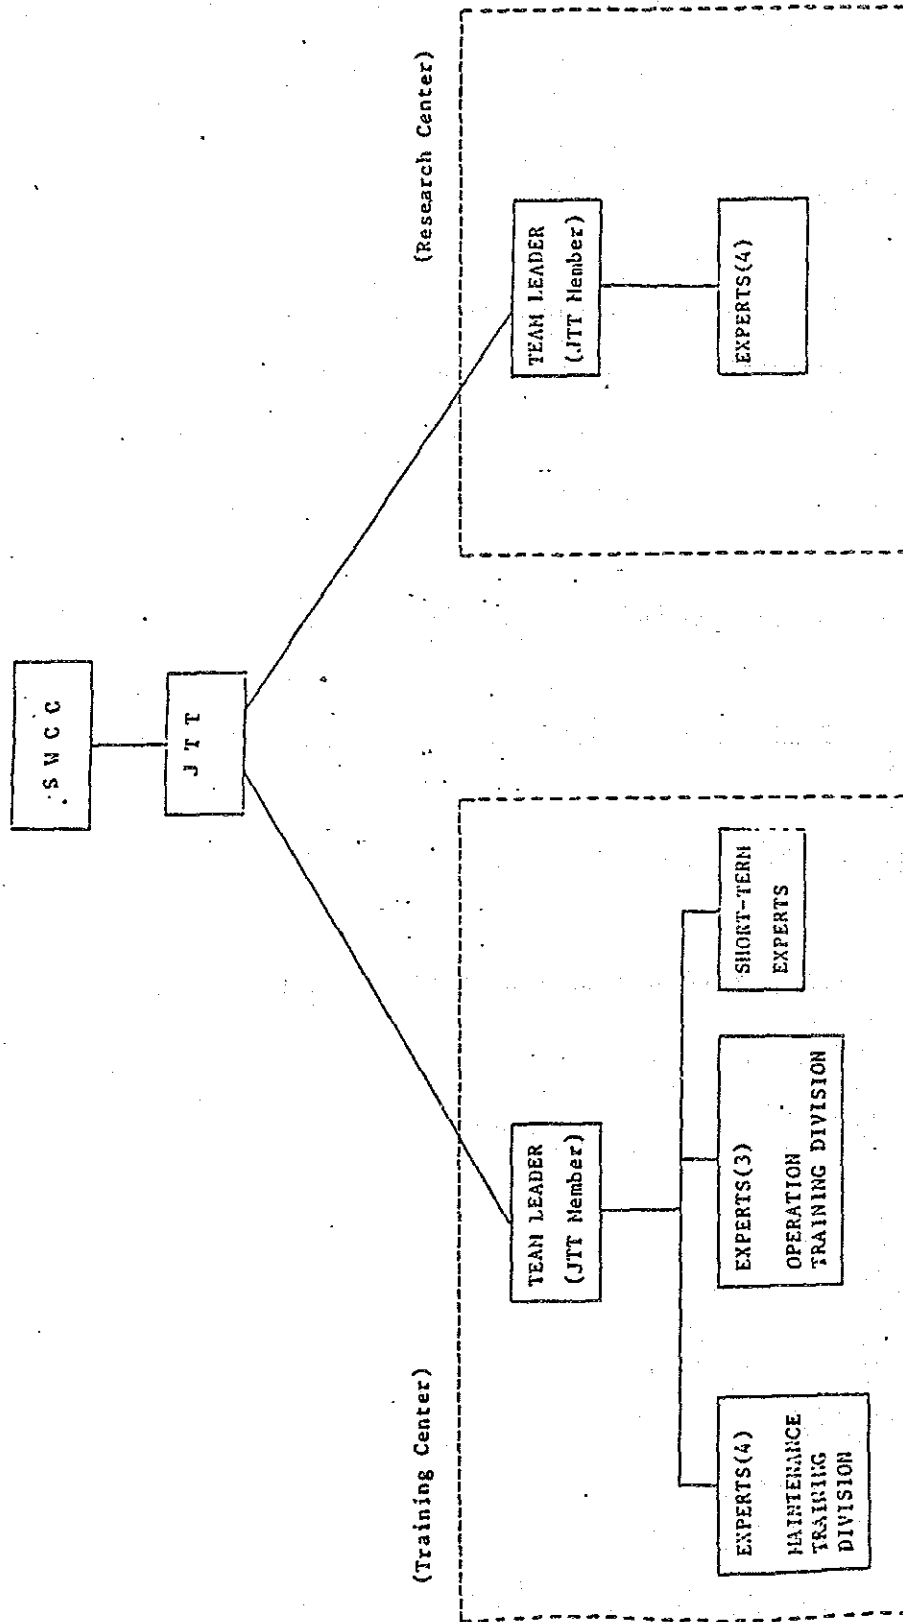 S W C C
J T T
(Training Center)
(Research Center)
TEAM LEADER
(JTT Member)
TEAM LEADER
(JTT Member)
EXPERTS(4)
MAINTENANCE
TRAINING
DIVISION
EXPERTS(3)
OPERATION
TRAINING DIVISION
SHORT-TERM
EXPERTS
EXPERTS(4)